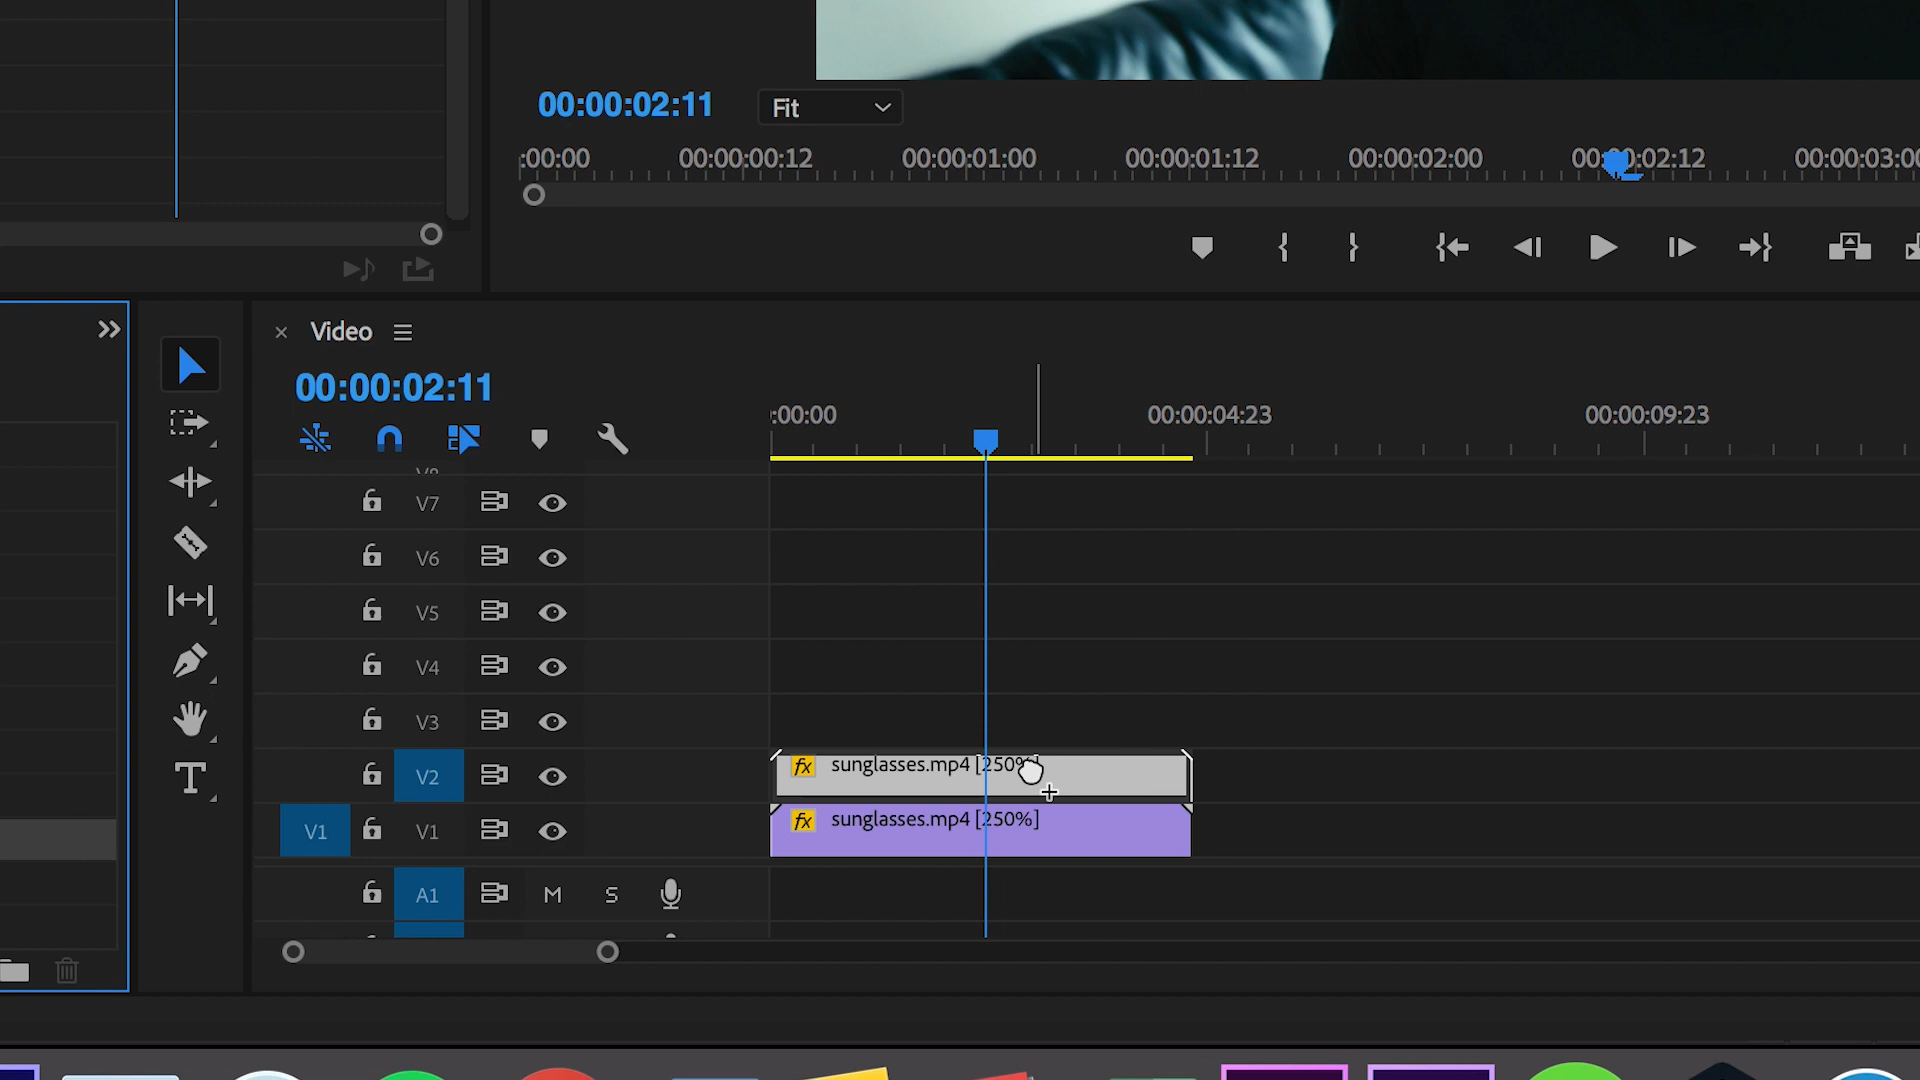 00:00:02:11
Fit
:00:00 00:00:00:12 00:00:01:00 00:00:01:12 00:00:02:00 00:00:02:12 00:00:03:00
× Video
00:00:02:11
:00:00 00:00:04:23 00:00:09:23
V8
V7
V6
V5
V4
V3
V2 fx sunglasses.mp4 [250%]
V1 V1 fx sunglasses.mp4 [250%]
A1 M S
T